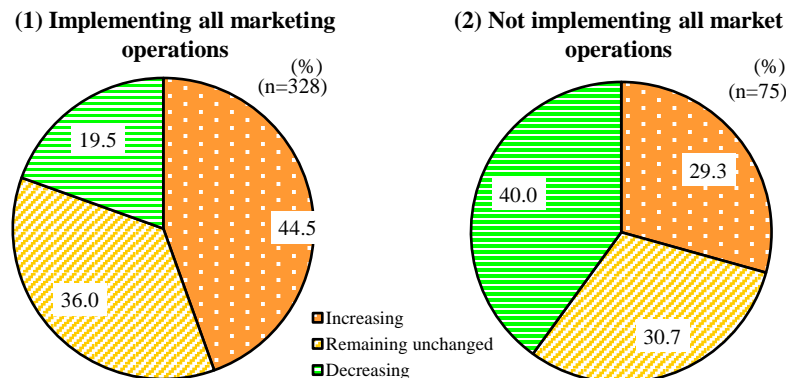 (1) Implementing all marketing
operations
(%)
(n=328)
19.5
44.5
36.0
(2) Not implementing all market
operations
(%)
(n=75)
29.3
40.0
30.7
Increasing
Remaining unchanged
Decreasing